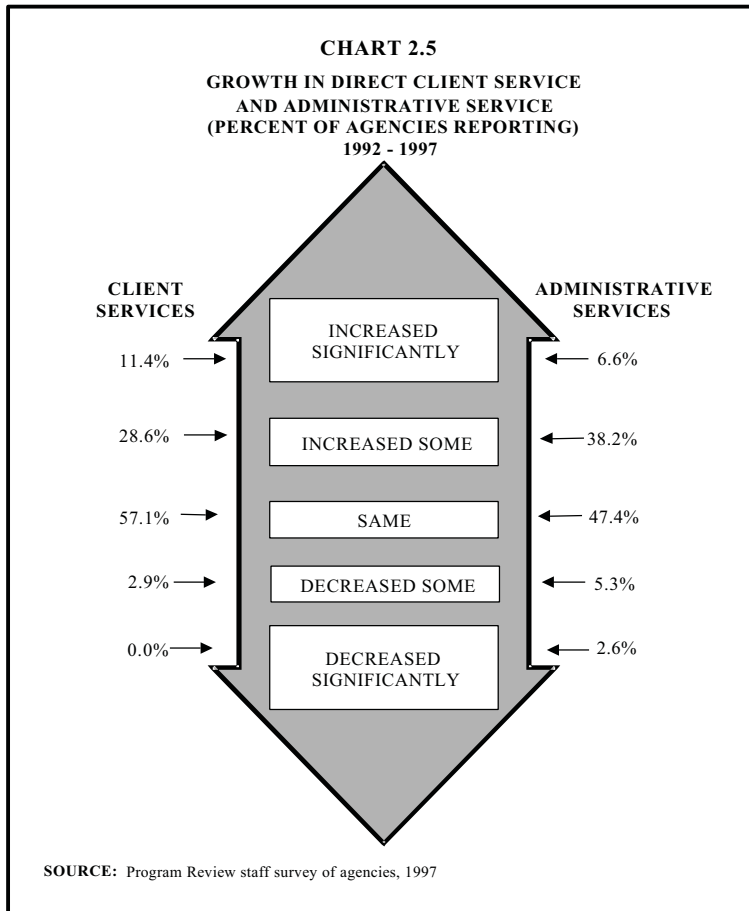 CHART 2.5
GROWTH IN DIRECT CLIENT SERVICE
AND ADMINISTRATIVE SERVICE
(PERCENT OF AGENCIES REPORTING)
1992 - 1997
CLIENT
SERVICES
ADMINISTRATIVE
SERVICES
INCREASED
SIGNIFICANTLY
11.4%
6.6%
28.6%
INCREASED SOME
38.2%
57.1%
SAME
47.4%
2.9%
DECREASED SOME
5.3%
0.0%
DECREASED
SIGNIFICANTLY
2.6%
SOURCE: Program Review staff survey of agencies, 1997